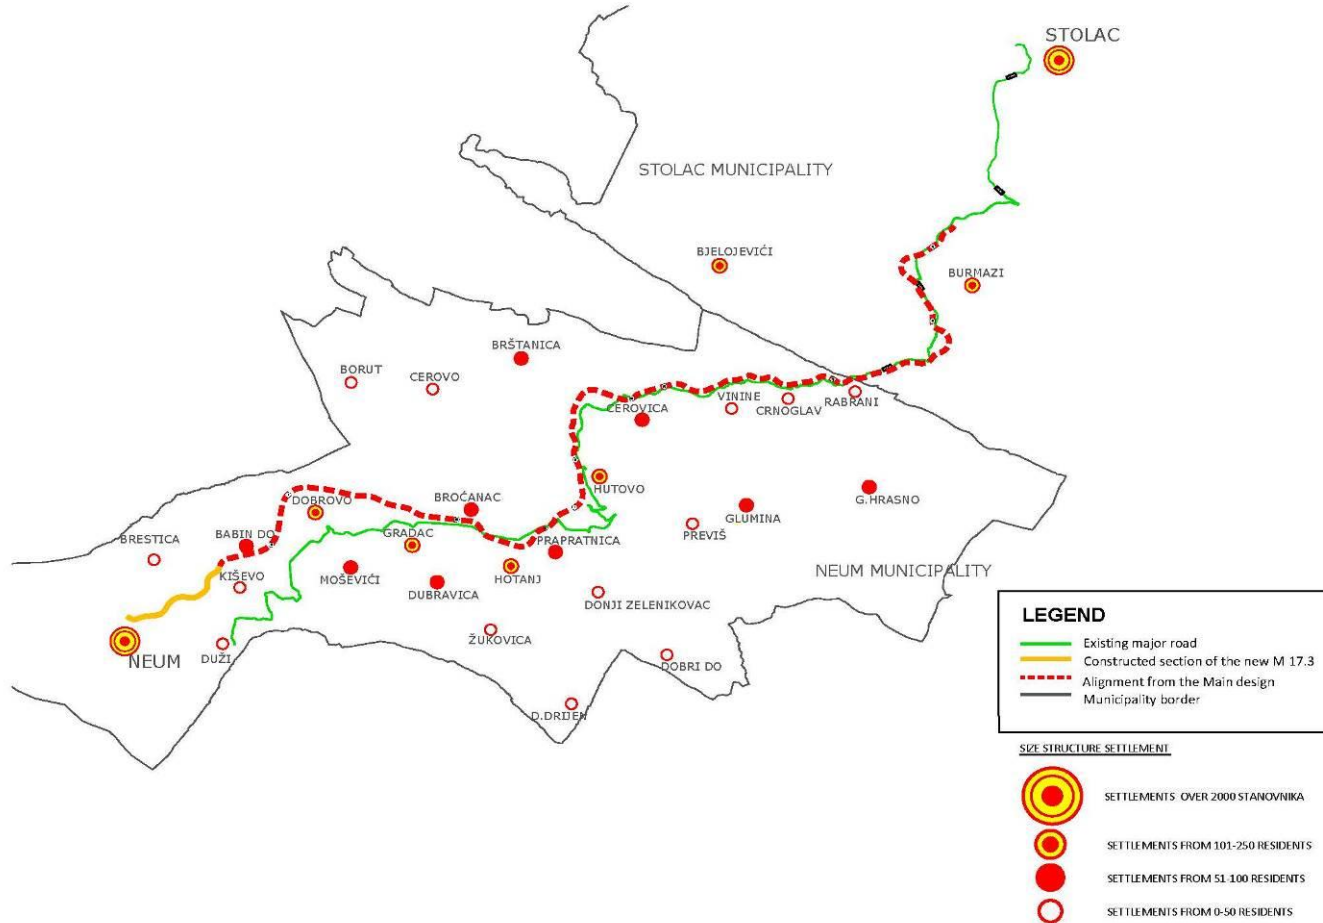 STOLAC
STOLAC MUNICIPALITY
BJELOJEVIĆI
BURMAZI
BRŠTANICA
BORUT
CEROVO
VININE
RABRANI
CEROVICA
CRNOGLAV
HUTOVO
G.HRASNO
DOBROVO
BROĆANAC
GLUMINA
GRADAC
PREVIŠ
BABIN DO
BRESTICA
PRAPRATNICA
KIŠEVO
MOŠEVIĆI
HOTANJ
NEUM MUNICIPALITY
DUBRAVICA
DONJI ZELENIKOVAC
ŽUKOVICA
NEUM
DUŽI
DOBRI DO
D.DRIJEN
LEGEND
Existing major road
Constructed section of the new M 17.3
Alignment from the Main design
Municipality border
SIZE STRUCTURE SETTLEMENT
SETTLEMENTS OVER 2000 STANOVNIKA
SETTLEMENTS FROM 101-250 RESIDENTS
SETTLEMENTS FROM 51-100 RESIDENTS
SETTLEMENTS FROM 0-50 RESIDENTS